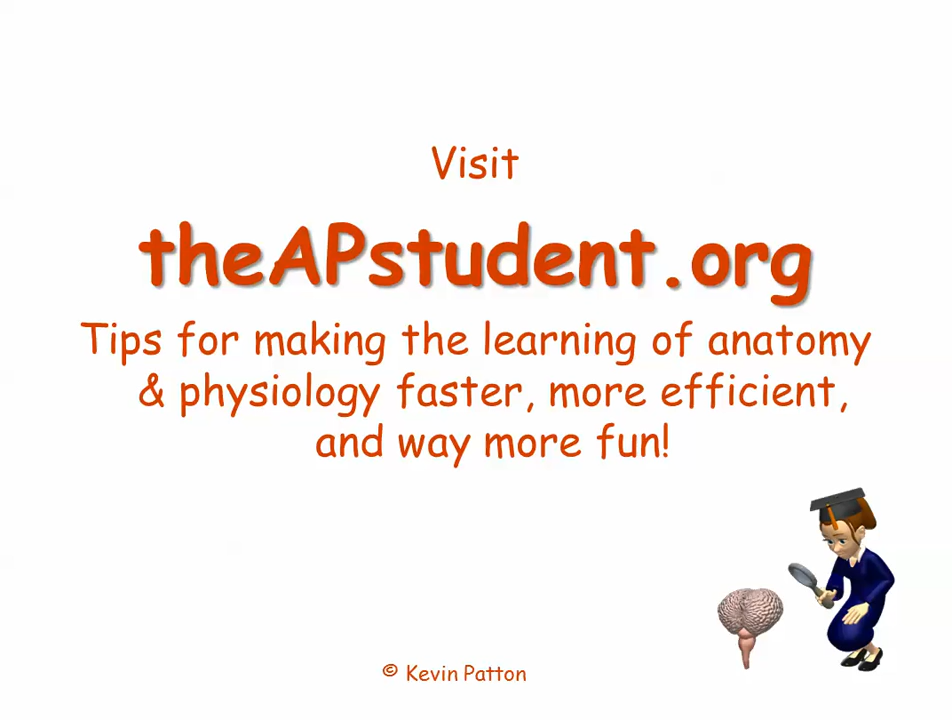 Visit
theAPstudent.org
Tips for making the learning of anatomy
& physiology faster, more efficient,
and way more fun!
© Kevin Patton